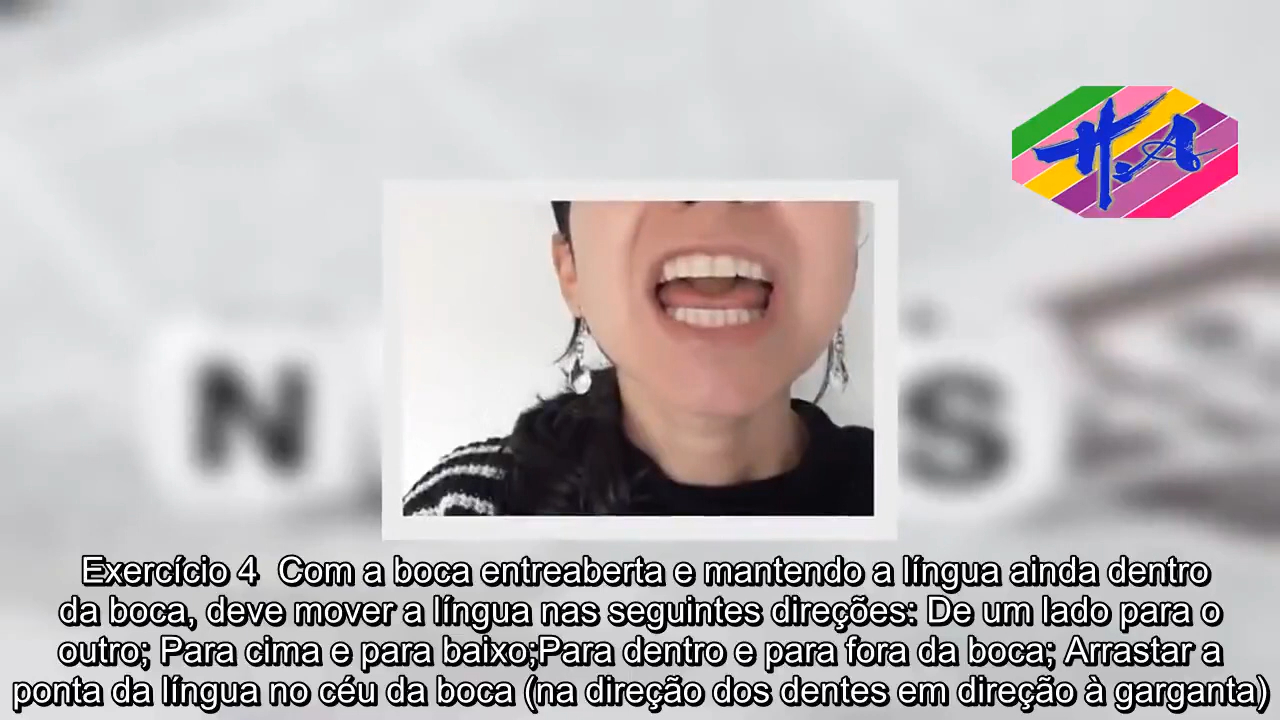 H.A
N S
Exercício 4  Com a boca entreaberta e mantendo a língua ainda dentro
da boca, deve mover a língua nas seguintes direções: De um lado para o
outro; Para cima e para baixo;Para dentro e para fora da boca; Arrastar a
ponta da língua no céu da boca (na direção dos dentes em direção à garganta)